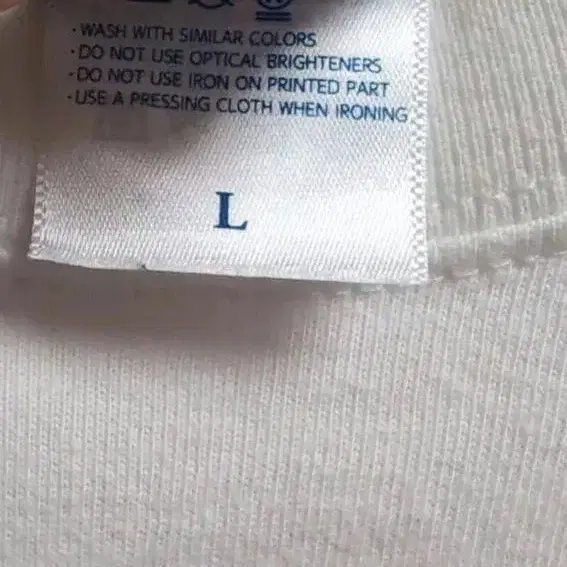 · WASH WITH SIMILAR COLORS
· DO NOT USE OPTICAL BRIGHTENERS
· DO NOT USE IRON ON PRINTED PART
· USE A PRESSING CLOTH WHEN IRONING
L